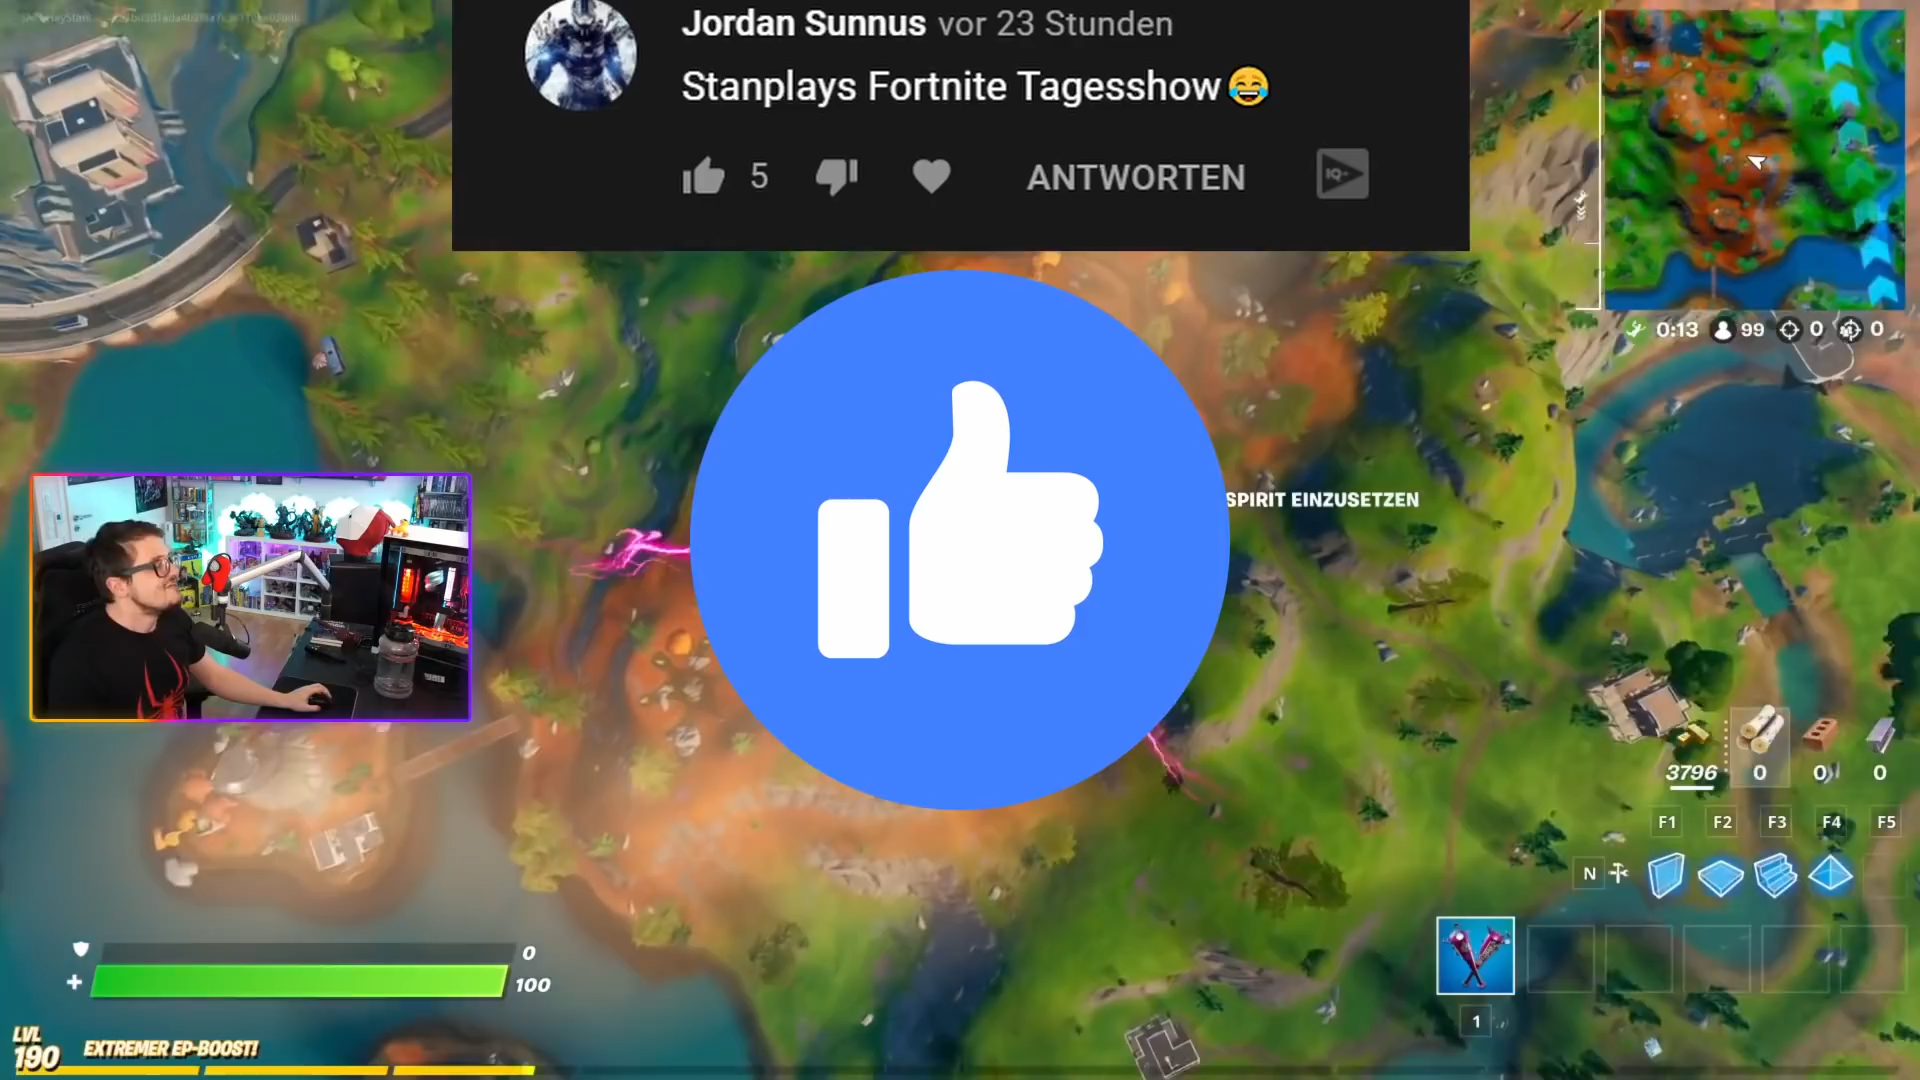 Jordan Sunnus vor 23 Stunden
Stanplays Fortnite Tagesshow😂
5
ANTWORTEN
IQ+
0:13 99 0 0
SPIRIT EINZUSETZEN
3796 0 0 0
F1 F2 F3 F4 F5
N
0
100
1
LVL
190
EXTREMER EP-BOOST!